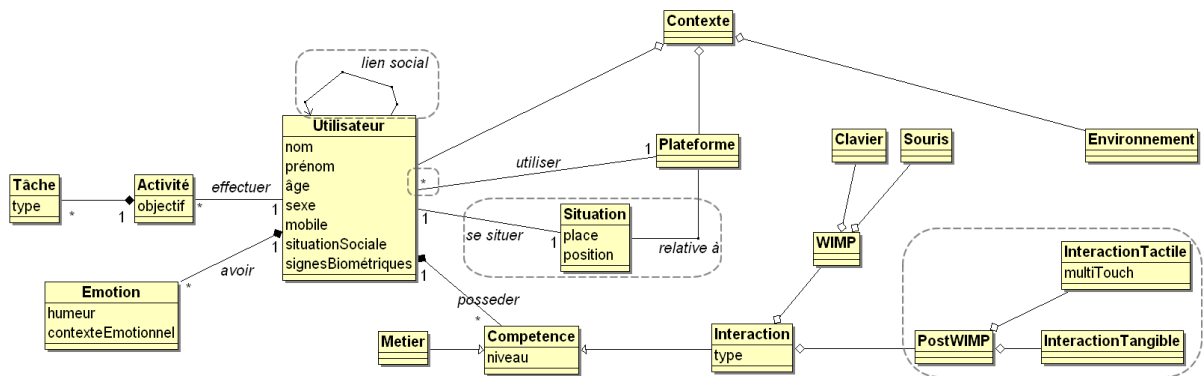 Contexte
lien social
Utilisateur
nom
prénom
âge
sexe
mobile
situationSociale
signesBiométriques
Plateforme
1
utiliser
*
Clavier
Souris
Environnement
Tâche
type
*
1
Activité
objectif
*
effectuer
1
1
se situer
1
Situation
place
position
relative à
WIMP
InteractionTactile
multiTouch
1
avoir
*
Emotion
humeur
contexteEmotionnel
1
posseder
*
Metier
Competence
niveau
Interaction
type
PostWIMP
InteractionTangible